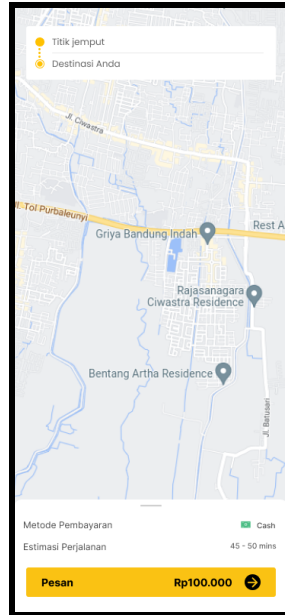 Titik jemput
Destinasi Anda
Jl. Ciwastra
Jl. Tol Purbaleunyi
Griya Bandung Indah
Rest A
Rajasanagara
Ciwastra Residence
Bentang Artha Residence
Jl. Batusari
Metode Pembayaran
Cash
Estimasi Perjalanan
45 - 50 mins
Pesan
Rp100.000